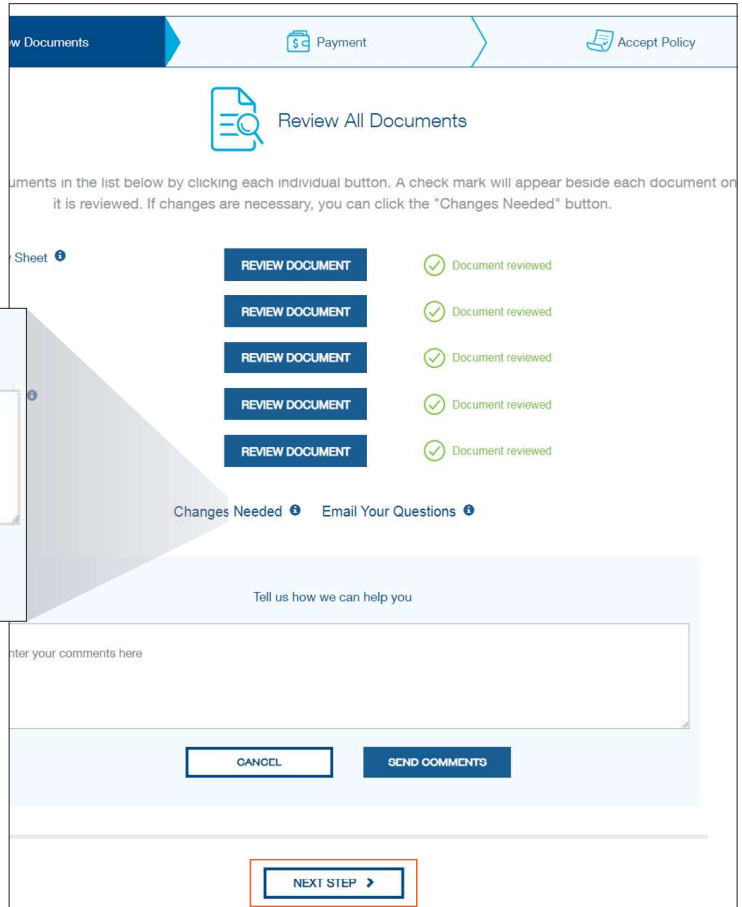 w Documents
Payment
Accept Policy
Review All Documents
uments in the list below by clicking each individual button. A check mark will appear beside each document on
it is reviewed. If changes are necessary, you can click the "Changes Needed" button.
Sheet
REVIEW DOCUMENT
Document reviewed
REVIEW DOCUMENT
Document reviewed
REVIEW DOCUMENT
Document reviewed
REVIEW DOCUMENT
Document reviewed
REVIEW DOCUMENT
Document reviewed
Changes Needed
Email Your Questions
Tell us how we can help you
nter your comments here
CANCEL
SEND COMMENTS
NEXT STEP >